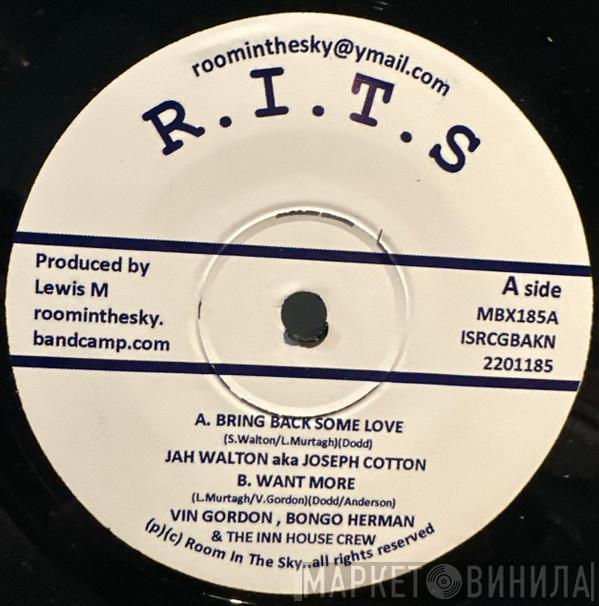 roominthesky@ymail.com
R.I.T.S
Produced by
Lewis M
roominthesky.
bandcamp.com
A side
MBX185A
ISRCGBAKN
2201185
A. BRING BACK SOME LOVE
(S.Walton/L.Murtagh)(Dodd)
JAH WALTON aka JOSEPH COTTON
B. WANT MORE
(L.Murtagh/V.Gordon)(Dodd/Anderson)
VIN GORDON , BONGO HERMAN
& THE INN HOUSE CREW
(p)(c) Room In The Sky..all rights reserved
МАРКЕТ ВИНИЛА